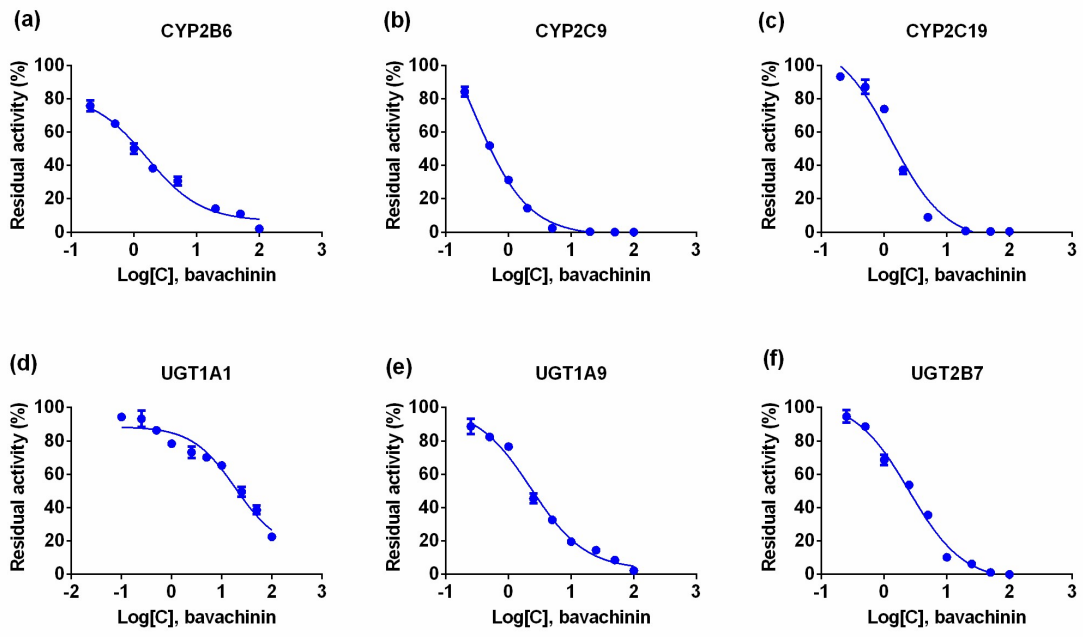 (a)
CYP2B6
Residual activity (%)
100
80
60
40
20
0
-1
0
1
2
3
Log[C], bavachinin
(b)
CYP2C9
Residual activity (%)
100
80
60
40
20
0
-1
0
1
2
3
Log[C], bavachinin
(c)
CYP2C19
Residual activity (%)
100
80
60
40
20
0
-1
0
1
2
3
Log[C], bavachinin
(d)
UGT1A1
Residual activity (%)
100
80
60
40
20
0
-2
-1
0
1
2
3
Log[C], bavachinin
(e)
UGT1A9
Residual activity (%)
100
80
60
40
20
0
-1
0
1
2
3
Log[C], bavachinin
(f)
UGT2B7
Residual activity (%)
100
80
60
40
20
0
-1
0
1
2
3
Log[C], bavachinin